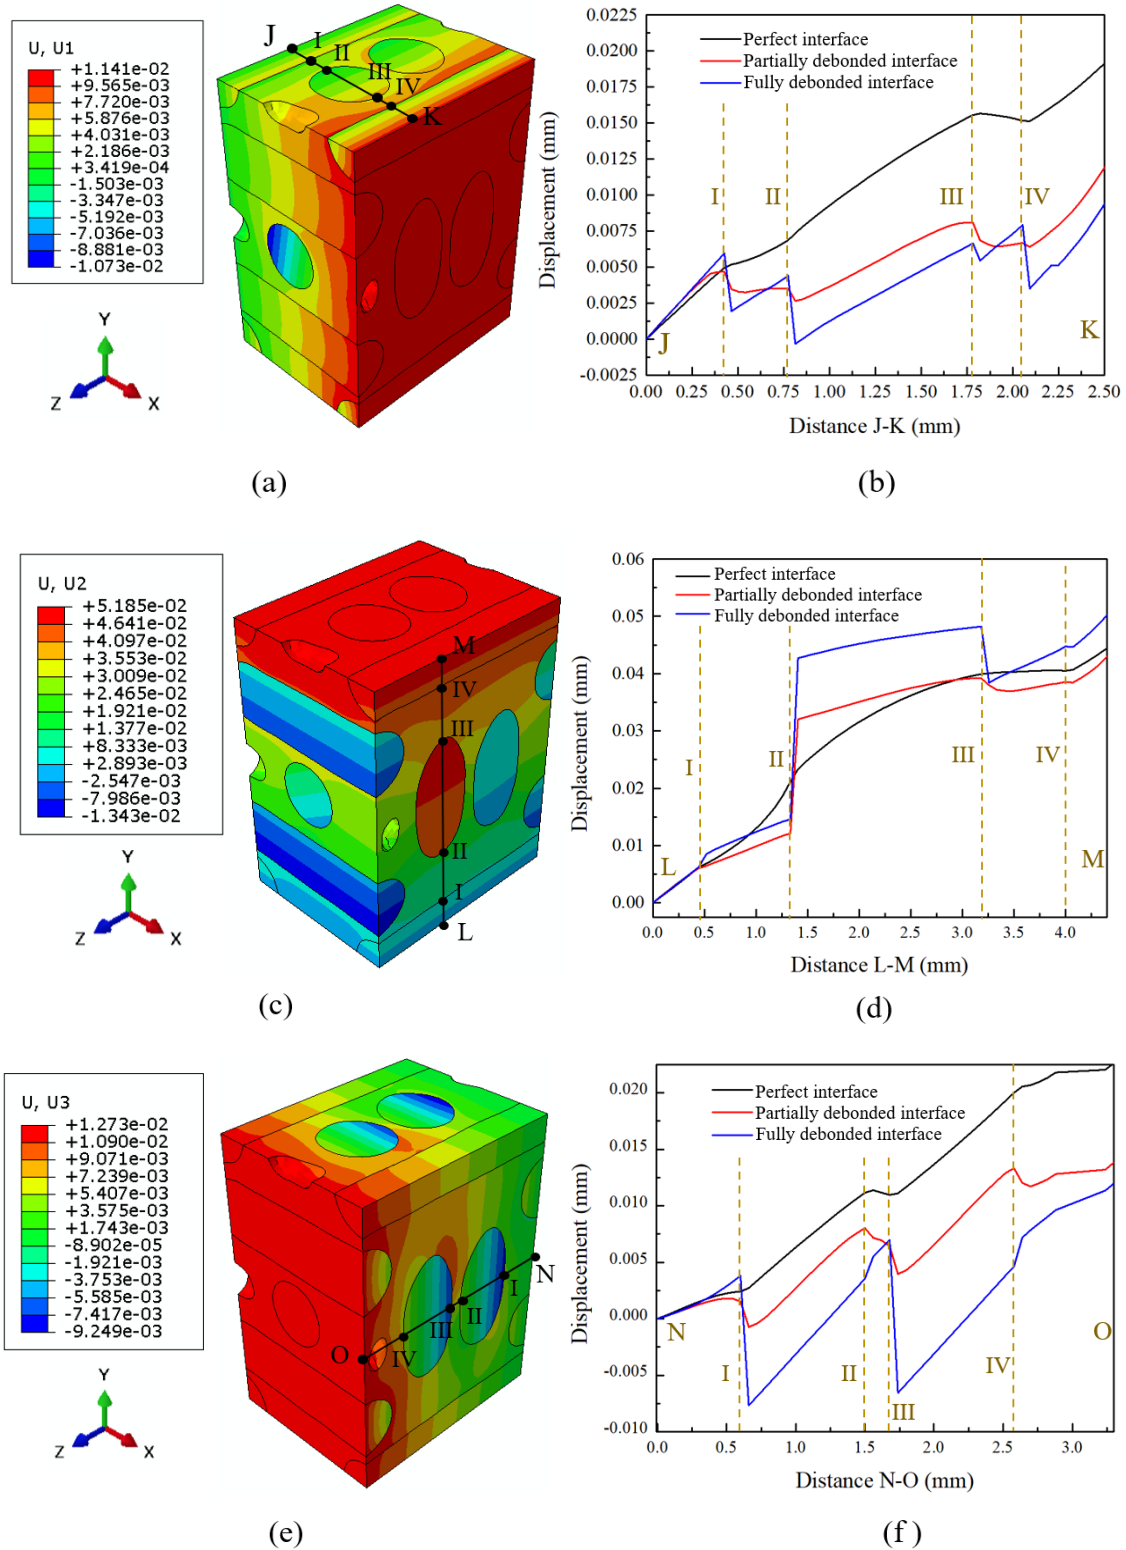 U, U1
+1.141e-02
+9.565e-03
+7.720e-03
+5.876e-03
+4.031e-03
+2.186e-03
+3.419e-04
-1.503e-03
-3.347e-03
-5.192e-03
-7.036e-03
-8.881e-03
-1.073e-02
Y
Z
X
J
I
II
III
IV
K
(a)
0.0225
0.0200
0.0175
0.0150
0.0125
0.0100
0.0075
0.0050
0.0025
0.0000
-0.0025
Displacement (mm)
Perfect interface
Partially debonded interface
Fully debonded interface
I
II
III
IV
J
K
0.00
0.25
0.50
0.75
1.00
1.25
1.50
1.75
2.00
2.25
2.50
Distance J-K (mm)
(b)
U, U2
+5.185e-02
+4.641e-02
+4.097e-02
+3.553e-02
+3.009e-02
+2.465e-02
+1.921e-02
+1.377e-02
+8.333e-03
+2.893e-03
-2.547e-03
-7.986e-03
-1.343e-02
Y
Z
X
M
IV
III
II
I
L
(c)
0.06
0.05
0.04
0.03
0.02
0.01
0.00
Displacement (mm)
Perfect interface
Partially debonded interface
Fully debonded interface
I
II
III
IV
L
M
0.0
0.5
1.0
1.5
2.0
2.5
3.0
3.5
4.0
Distance L-M (mm)
(d)
U, U3
+1.273e-02
+1.090e-02
+9.071e-03
+7.239e-03
+5.407e-03
+3.575e-03
+1.743e-03
-8.902e-05
-1.921e-03
-3.753e-03
-5.585e-03
-7.417e-03
-9.249e-03
Y
Z
X
N
I
II
III
IV
O
(e)
0.020
0.015
0.010
0.005
0.000
-0.005
-0.010
Displacement (mm)
Perfect interface
Partially debonded interface
Fully debonded interface
N
O
I
II
III
IV
0.0
0.5
1.0
1.5
2.0
2.5
3.0
Distance N-O (mm)
(f )